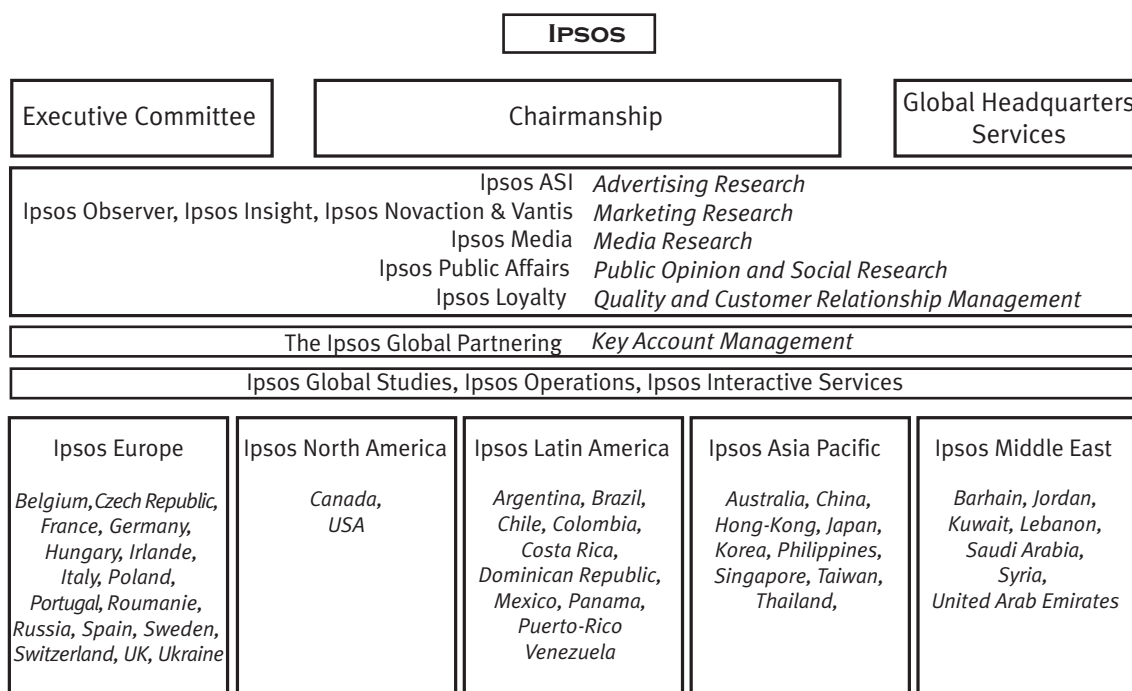 IPSOS
Executive Committee
Chairmanship
Global Headquarters
Services
Ipsos ASI Advertising Research
Ipsos Observer, Ipsos Insight, Ipsos Novaction & Vantis Marketing Research
Ipsos Media Media Research
Ipsos Public Affairs Public Opinion and Social Research
Ipsos Loyalty Quality and Customer Relationship Management
The Ipsos Global Partnering Key Account Management
Ipsos Global Studies, Ipsos Operations, Ipsos Interactive Services
Ipsos Europe
Belgium,Czech Republic,
France, Germany,
Hungary, Irlande,
Italy, Poland,
Portugal, Roumanie,
Russia, Spain, Sweden,
Switzerland, UK, Ukraine
Ipsos North America
Canada,
USA
Ipsos Latin America
Argentina, Brazil,
Chile, Colombia,
Costa Rica,
Dominican Republic,
Mexico, Panama,
Puerto-Rico
Venezuela
Ipsos Asia Pacific
Australia, China,
Hong-Kong, Japan,
Korea, Philippines,
Singapore, Taiwan,
Thailand,
Ipsos Middle East
Barhain, Jordan,
Kuwait, Lebanon,
Saudi Arabia,
Syria,
United Arab Emirates